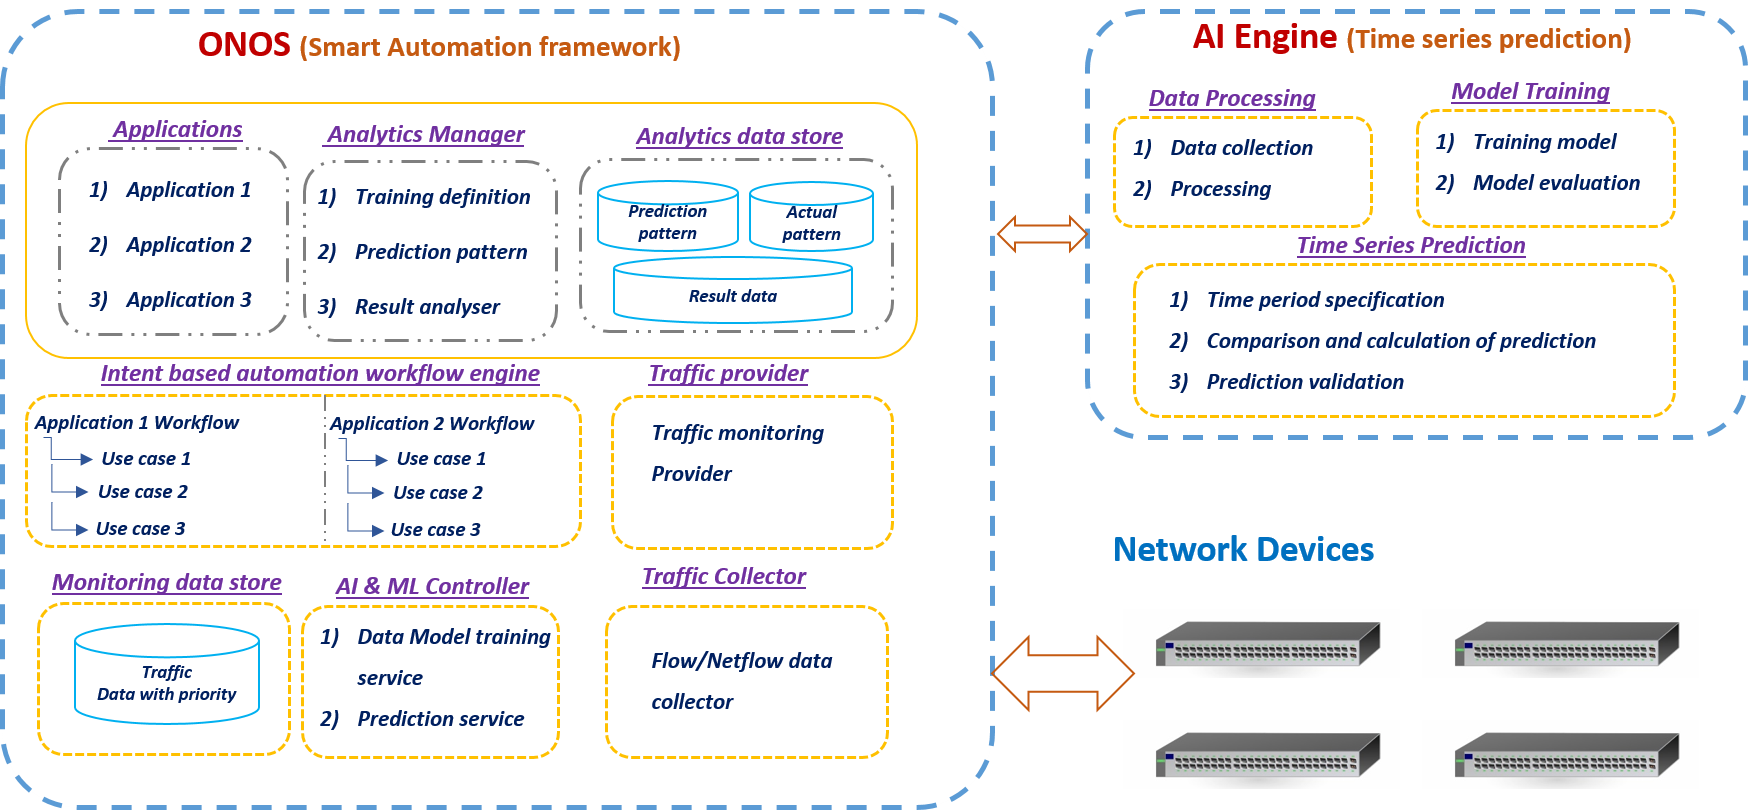 ONOS (Smart Automation framework)
Applications
1) Application 1
2) Application 2
3) Application 3
Analytics Manager
1) Training definition
2) Prediction pattern
3) Result analyser
Analytics data store
Prediction
pattern
Actual
pattern
Result data
Intent based automation workflow engine
Application 1 Workflow
Use case 1
Use case 2
Use case 3
Application 2 Workflow
Use case 1
Use case 2
Use case 3
Traffic provider
Traffic monitoring
Provider
Monitoring data store
Traffic
Data with priority
AI & ML Controller
1) Data Model training
service
2) Prediction service
Traffic Collector
Flow/Netflow data
collector
AI Engine (Time series prediction)
Data Processing
1) Data collection
2) Processing
Model Training
1) Training model
2) Model evaluation
Time Series Prediction
1) Time period specification
2) Comparison and calculation of prediction
3) Prediction validation
Network Devices